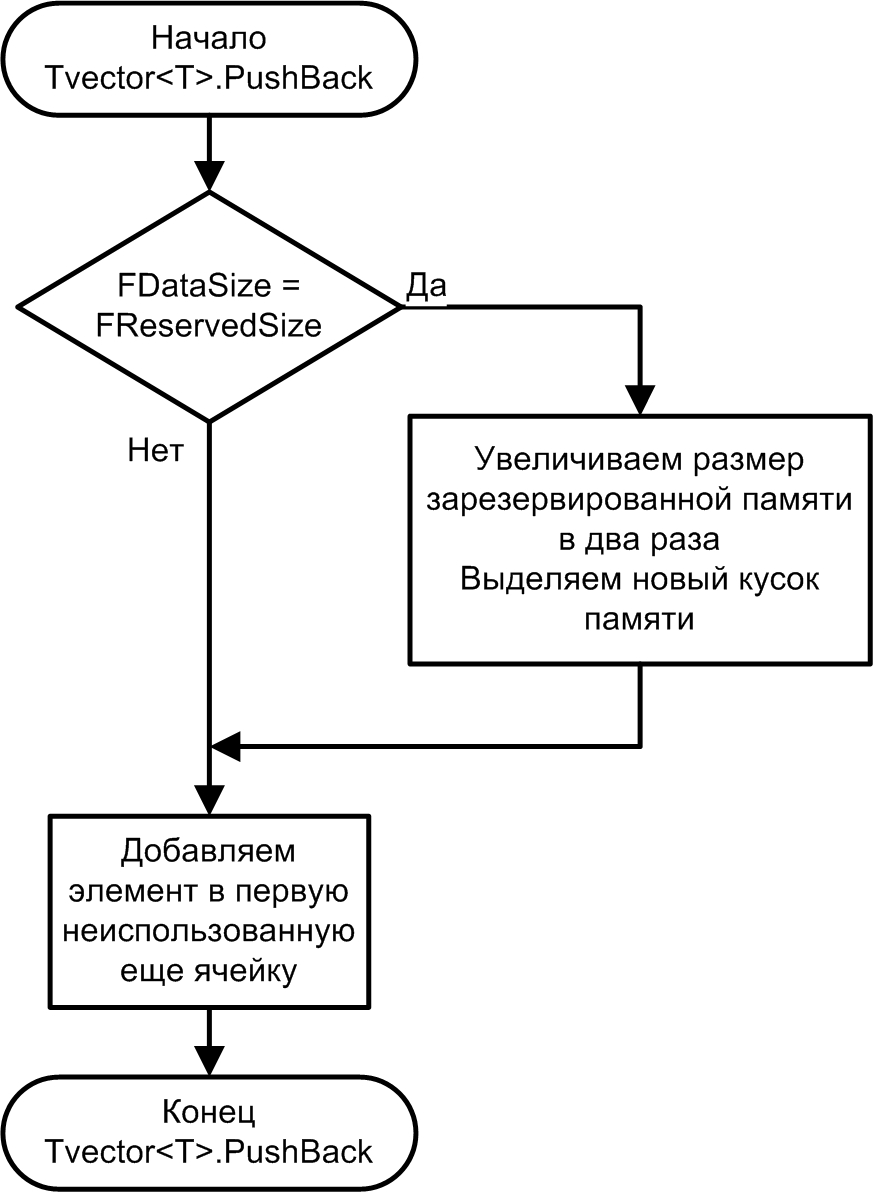 Начало
Tvector<T>.PushBack
FDataSize =
FReservedSize
Да
Нет
Увеличиваем размер
зарезервированной памяти
в два раза
Выделяем новый кусок
памяти
Добавляем
элемент в первую
неиспользованную
еще ячейку
Конец
Tvector<T>.PushBack